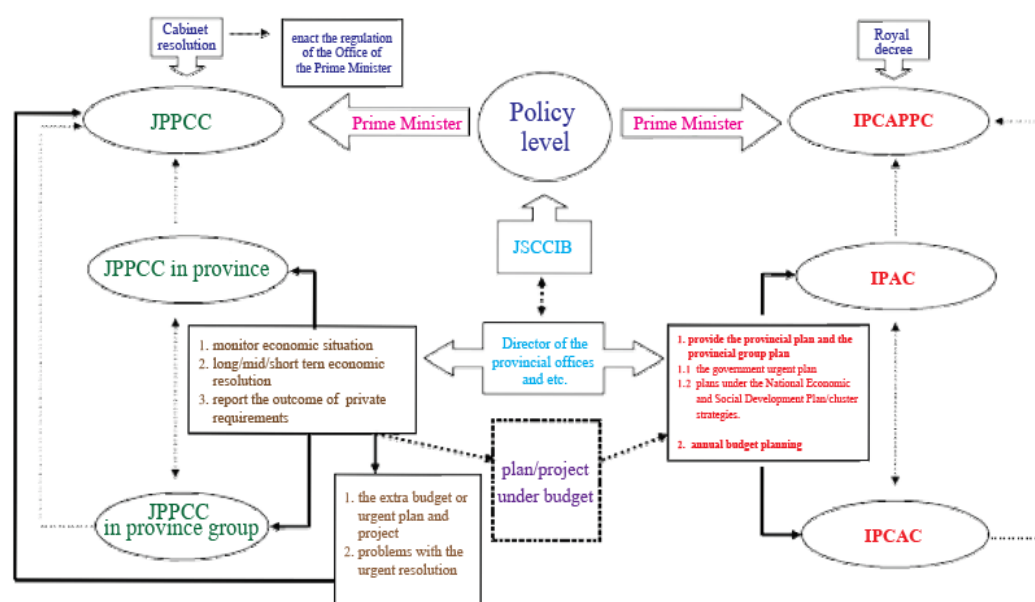 Cabinet
resolution
enact the regulation
of the Office of
the Prime Minister
Royal
decree
JPPCC
Prime Minister
Policy
level
Prime Minister
IPCAPPC
JSCCIB
JPPCC in province
IPAC
1. monitor economic situation
2. long/mid/short tern economic
resolution
3. report the outcome of private
requirements
Director of the
provincial offices
and etc.
1. provide the provincial plan and the
provincial group plan
1.1 the government urgent plan
1.2 plans under the National Economic
and Social Development Plan/cluster
strategies.
2. annual budget planning
plan/project
under budget
JPPCC
in province group
1. the extra budget or
urgent plan and
project
2. problems with the
urgent resolution
IPCAC